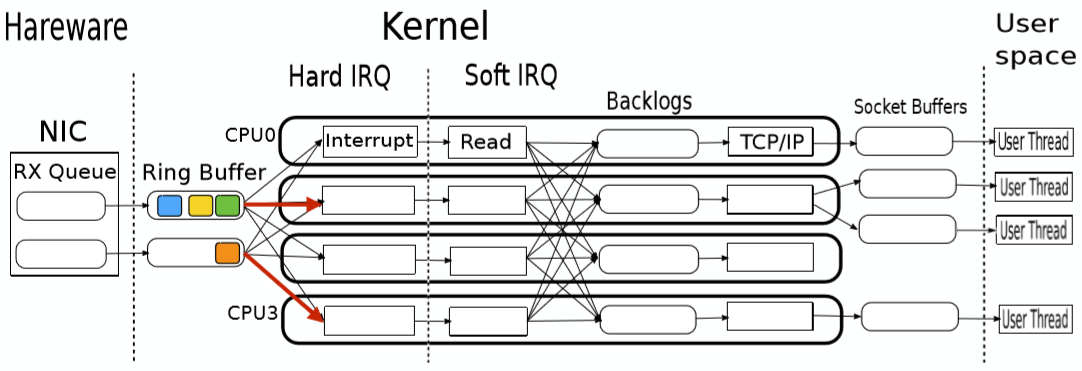 Hareware
Kernel
User
space
Hard IRQ
Soft IRQ
Backlogs
Socket Buffers
NIC
CPU0
Interrupt
Read
TCP/IP
User Thread
RX Queue
Ring Buffer
User Thread
User Thread
CPU3
User Thread